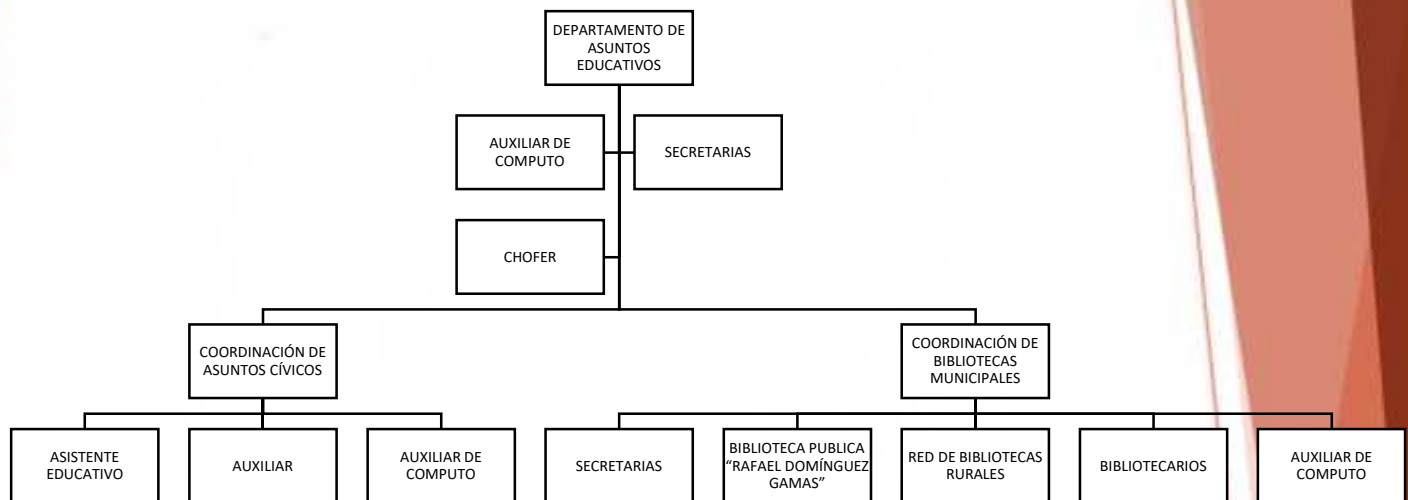 DEPARTAMENTO DE
ASUNTOS
EDUCATIVOS
AUXILIAR DE
COMPUTO
SECRETARIAS
CHOFER
COORDINACIÓN DE
ASUNTOS CÍVICOS
COORDINACIÓN DE
BIBLIOTECAS
MUNICIPALES
ASISTENTE
EDUCATIVO
AUXILIAR
AUXILIAR DE
COMPUTO
SECRETARIAS
BIBLIOTECA PUBLICA
“RAFAEL DOMÍNGUEZ
GAMAS”
RED DE BIBLIOTECAS
RURALES
BIBLIOTECARIOS
AUXILIAR DE
COMPUTO